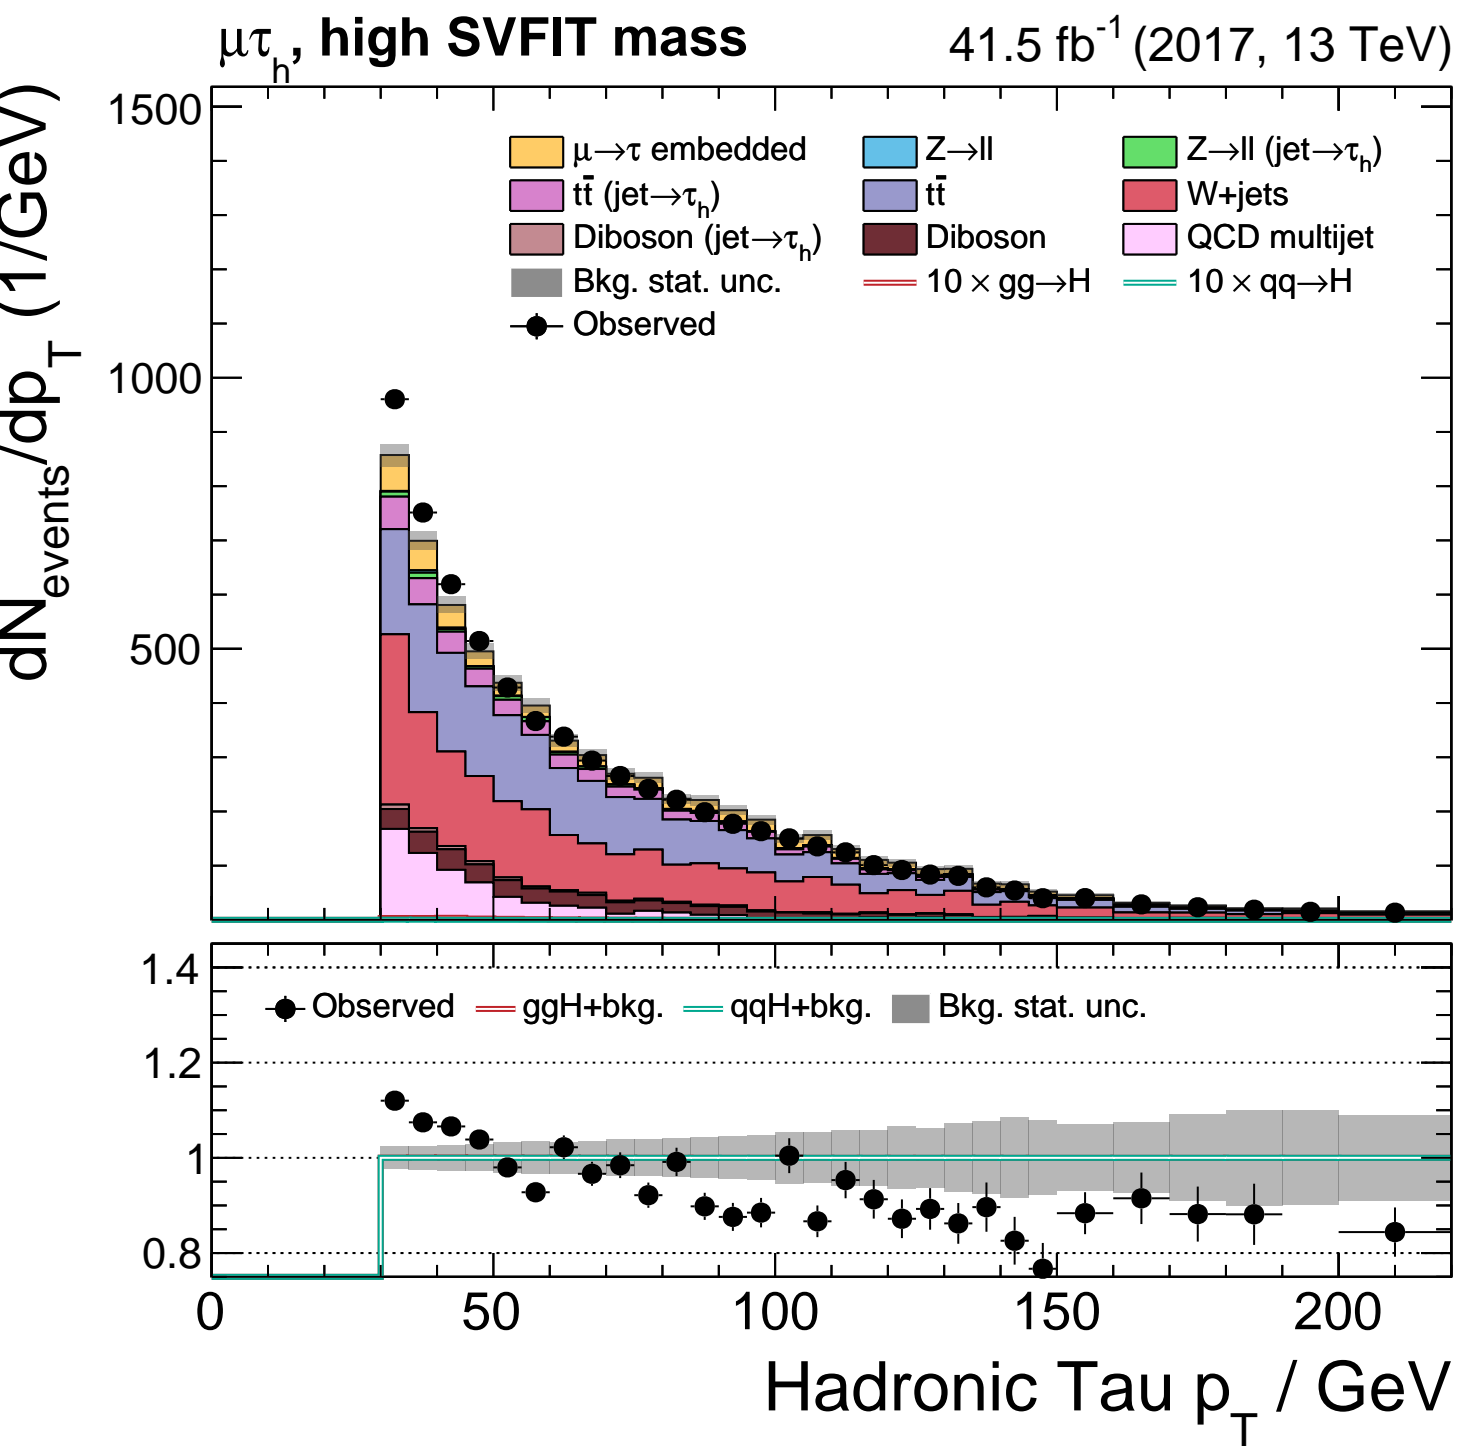 μτh, high SVFIT mass 41.5 fb-1 (2017, 13 TeV)
dNevents/dpT (1/GeV)
1500
1000
500
μ→τ embedded Z→ll Z→ll (jet→τh)
tt̄ (jet→τh) tt̄ W+jets
Diboson (jet→τh) Diboson QCD multijet
Bkg. stat. unc. 10 × gg→H 10 × qq→H
Observed
1.4
1.2
1
0.8
Observed ggH+bkg. qqH+bkg. Bkg. stat. unc.
0 50 100 150 200
Hadronic Tau pT / GeV